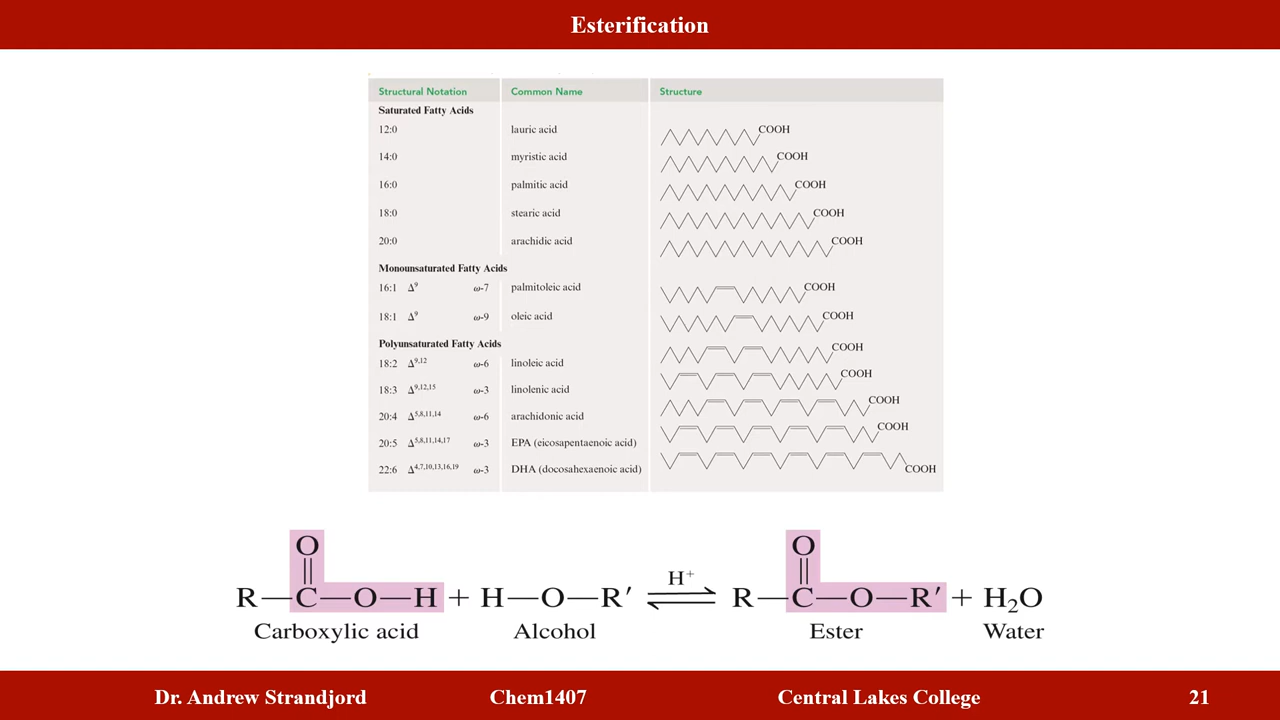 Esterification
Structural Notation Common Name Structure
Saturated Fatty Acids
12:0 lauric acid COOH
14:0 myristic acid COOH
16:0 palmitic acid COOH
18:0 stearic acid COOH
20:0 arachidic acid COOH
Monounsaturated Fatty Acids
16:1 Δ⁹ ω-7 palmitoleic acid COOH
18:1 Δ⁹ ω-9 oleic acid COOH
Polyunsaturated Fatty Acids
18:2 Δ⁹,¹² ω-6 linoleic acid COOH
18:3 Δ⁹,¹²,¹⁵ ω-3 linolenic acid COOH
20:4 Δ⁵,⁸,¹¹,¹⁴ ω-6 arachidonic acid COOH
20:5 Δ⁵,⁸,¹¹,¹⁴,¹⁷ ω-3 EPA (eicosapentaenoic acid) COOH
22:6 Δ⁴,⁷,¹⁰,¹³,¹⁶,¹⁹ ω-3 DHA (docosahexaenoic acid) COOH
O O
H⁺
R—C—O—H + H—O—R′ ⇌ R—C—O—R′ + H₂O
Carboxylic acid Alcohol Ester Water
Dr. Andrew Strandjord Chem1407 Central Lakes College 21